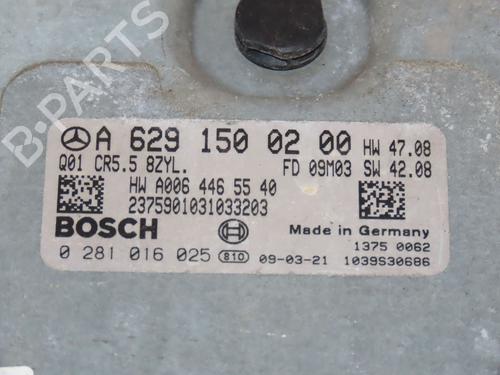 B-PARTS
A 629 150 02 00 HW 47.08
Q01 CR5.5 8ZYL. FD 09M03 SW 42.08
HW A006 446 55 40
2375901031033203
BOSCH Made in Germany
1375 0062
0 281 016 025 810 09-03-21 1039S30686